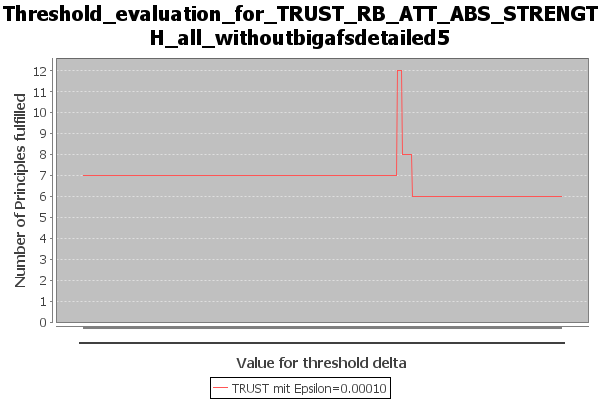 Threshold_evaluation_for_TRUST_RB_ATT_ABS_STRENGT
H_all_withoutbigafsdetailed5
Number of Principles fulfilled
12
11
10
9
8
7
6
5
4
3
2
1
0
Value for threshold delta
TRUST mit Epsilon=0.00010